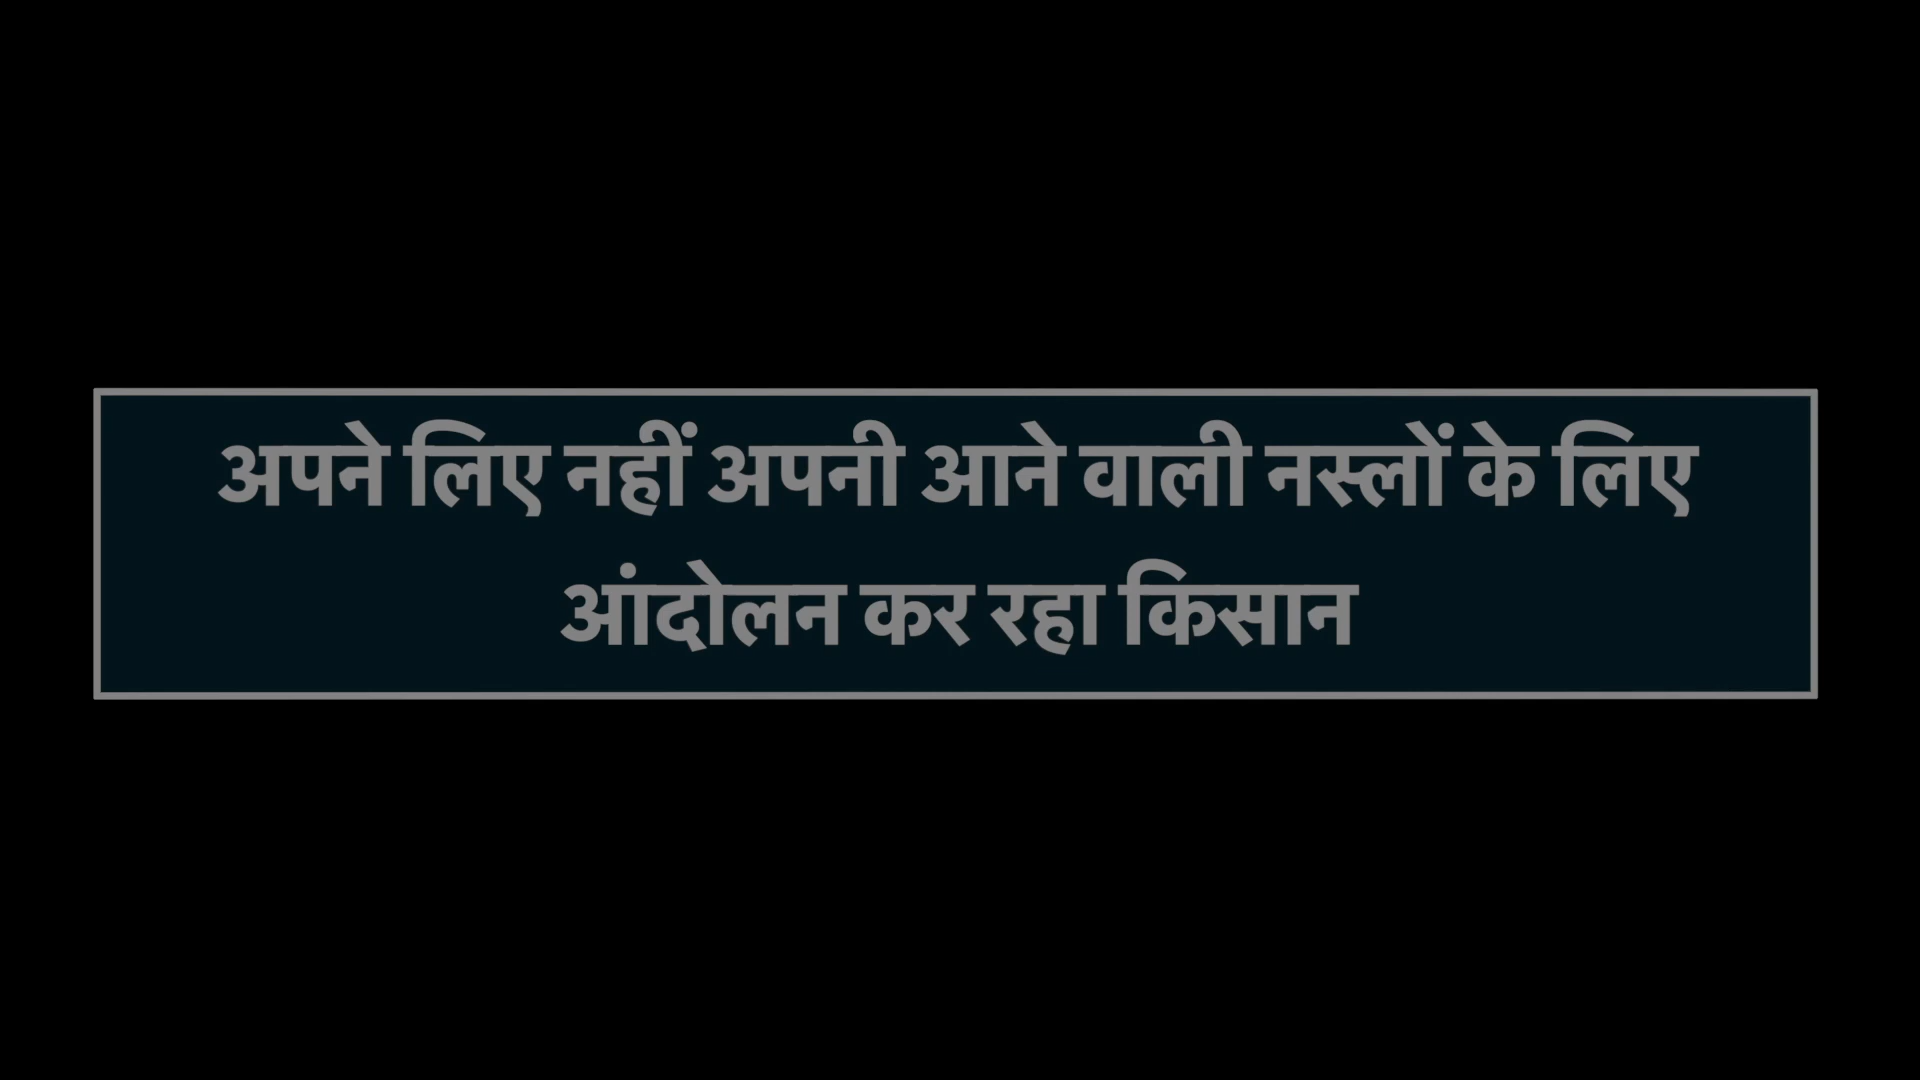 अपने लिए नहीं अपनी आने वाली नस्लों के लिए
आंदोलन कर रहा किसान